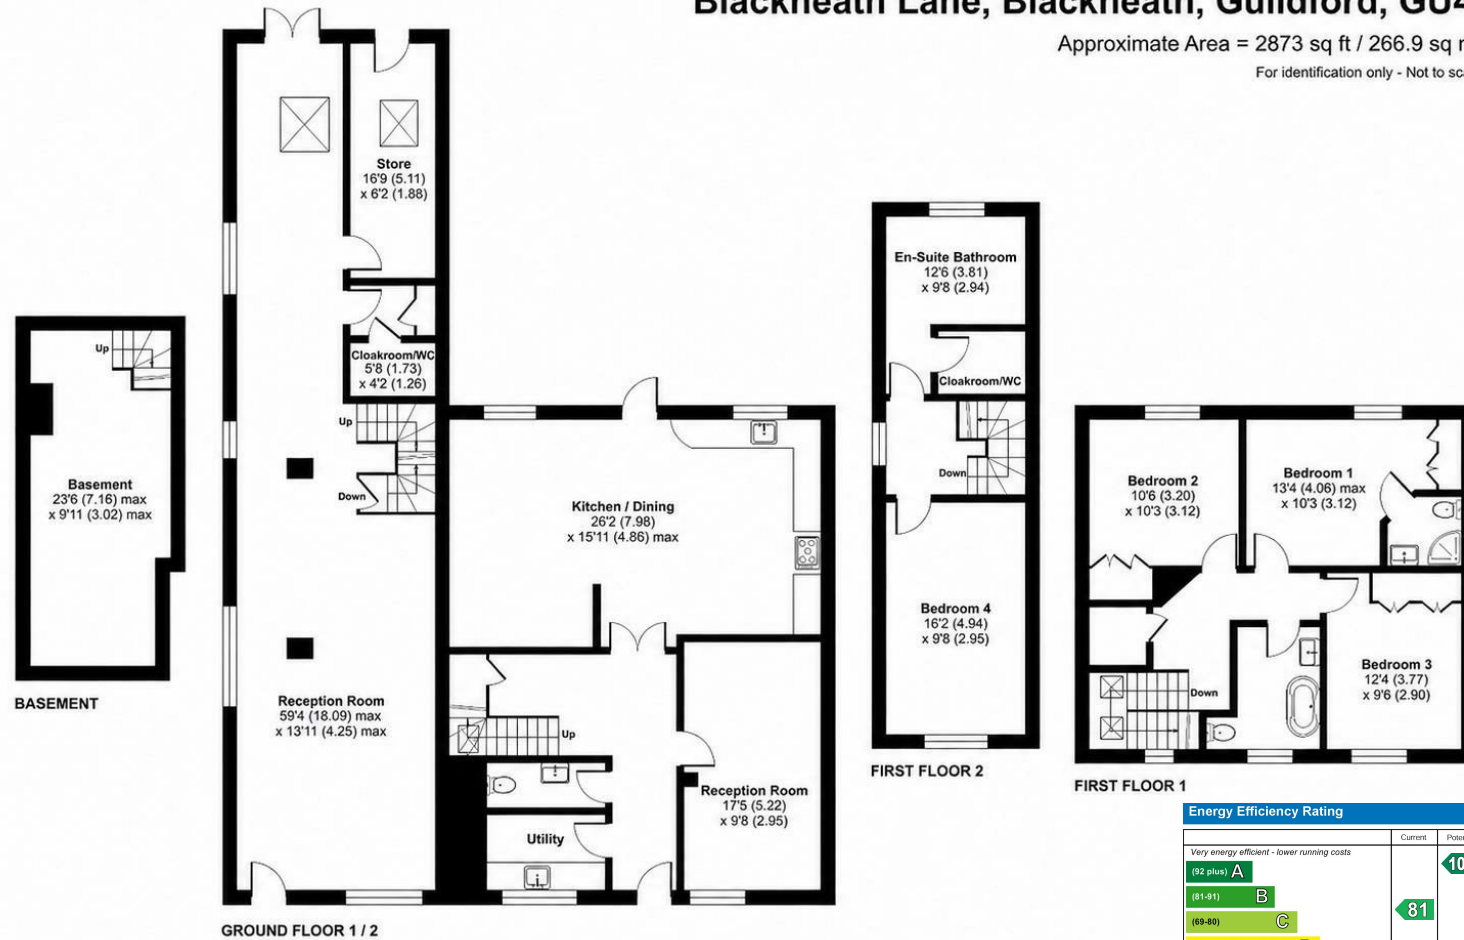 Blackheath Lane, Blackheath, Guildford, GU4
Approximate Area = 2873 sq ft / 266.9 sq m
For identification only - Not to sc
Store
16'9 (5.11)
x 6'2 (1.88)
Cloakroom/WC
5'8 (1.73)
x 4'2 (1.26)
Up
Down
Up
Basement
23'6 (7.16) max
x 9'11 (3.02) max
BASEMENT
Kitchen / Dining
26'2 (7.98)
x 15'11 (4.86) max
Reception Room
59'4 (18.09) max
x 13'11 (4.25) max
Up
Reception Room
17'5 (5.22)
x 9'8 (2.95)
Utility
GROUND FLOOR 1 / 2
En-Suite Bathroom
12'6 (3.81)
x 9'8 (2.94)
Cloakroom/WC
Down
Bedroom 4
16'2 (4.94)
x 9'8 (2.95)
FIRST FLOOR 2
Bedroom 2
10'6 (3.20)
x 10'3 (3.12)
Bedroom 1
13'4 (4.06) max
x 10'3 (3.12)
Bedroom 3
12'4 (3.77)
x 9'6 (2.90)
Down
FIRST FLOOR 1
Energy Efficiency Rating
Current Pote
Very energy efficient - lower running costs
(92 plus) A
10
(81-91) B
81
(69-80) C